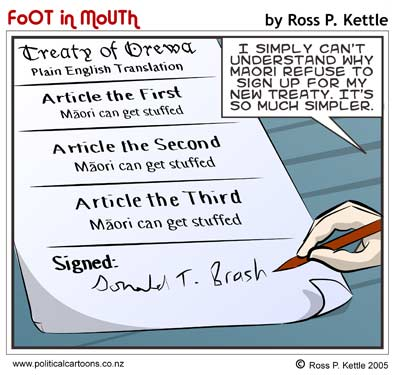 FoOT in MoUTH
by Ross P. Kettle
Treaty of Orewa
Plain English Translation
Article the First
Māori can get stuffed
Article the Second
Māori can get stuffed
Article the Third
Māori can get stuffed
Signed:
Donald T. Brash
I SIMPLY CAN'T
UNDERSTAND WHY
MAORI REFUSE TO
SIGN UP FOR MY
NEW TREATY. IT'S
SO MUCH SIMPLER.
www.politicalcartoons.co.nz
© Ross P. Kettle 2005